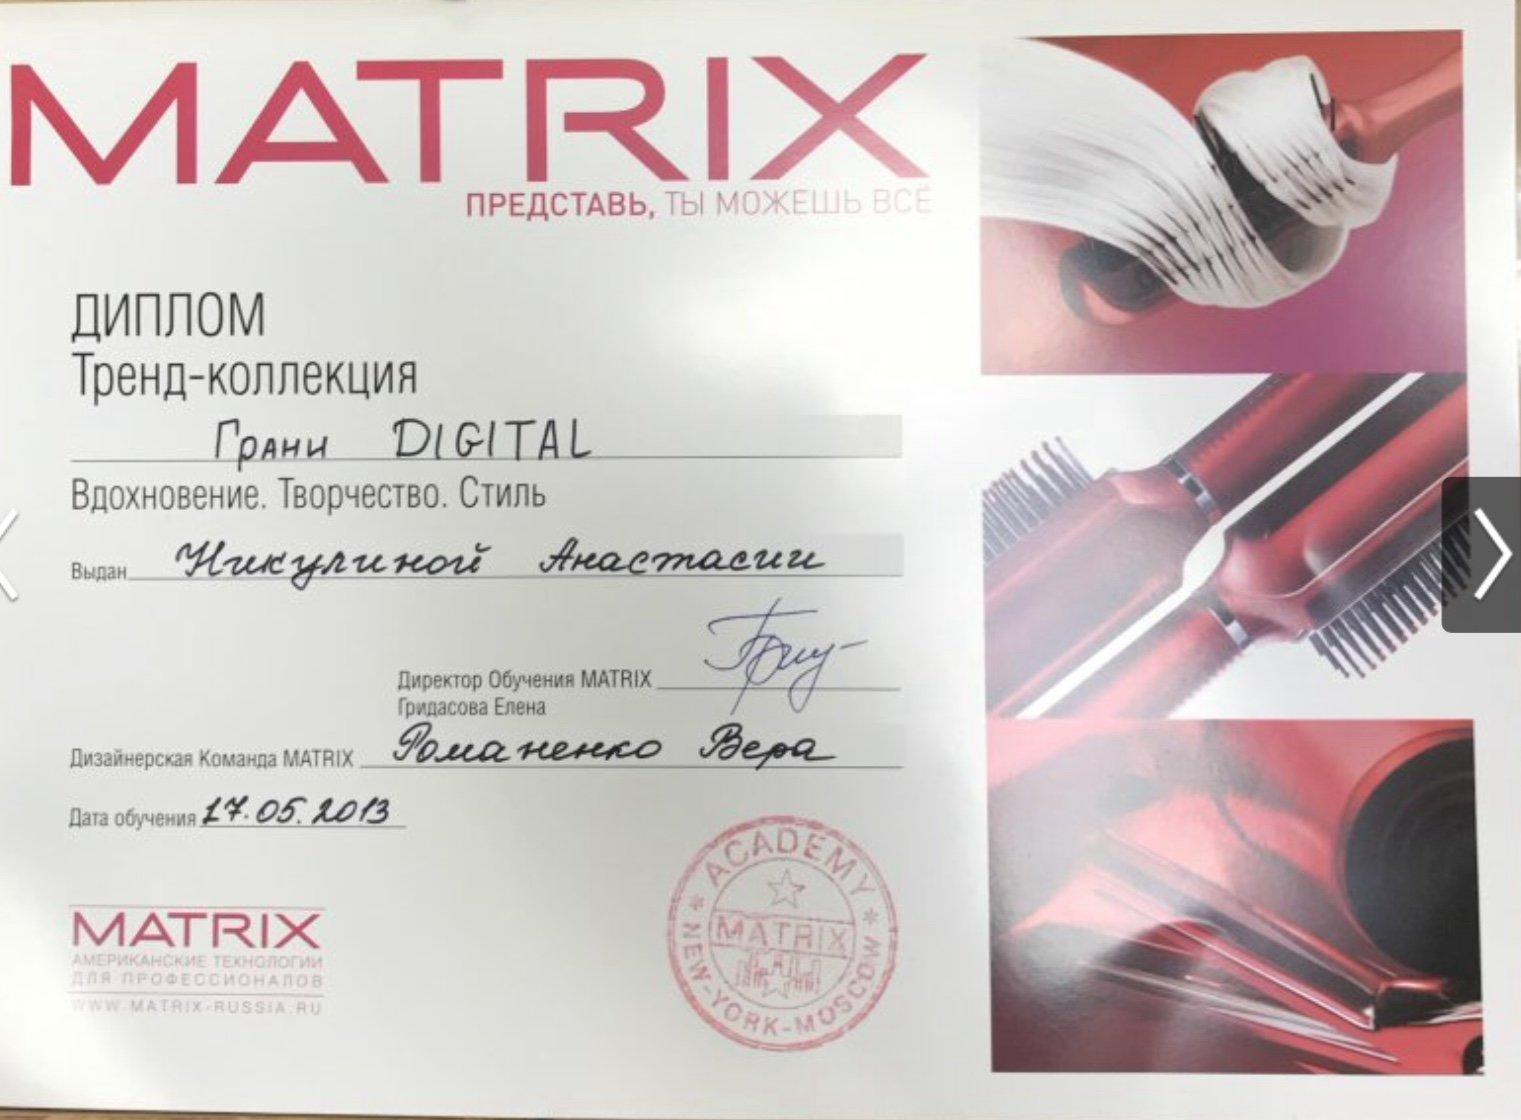 MATRIX
ПРЕДСТАВЬ, ТЫ МОЖЕШЬ ВСЁ
ДИПЛОМ
Тренд-коллекция
Грани DIGITAL
Вдохновение. Творчество. Стиль
Выдан Никулиной Анастасии
Директор Обучения MATRIX
Гридасова Елена
Дизайнерская Команда MATRIX Романенко Вера
Дата обучения 17.05.2013
MATRIX
АМЕРИКАНСКИЕ ТЕХНОЛОГИИ
ДЛЯ ПРОФЕССИОНАЛОВ
WWW.MATRIX-RUSSIA.RU
ACADEMY
MATRIX
NEW-YORK-MOSCOW